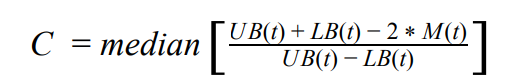 C = median [ UB(t) + LB(t) − 2 * M(t) / UB(t) − LB(t) ]